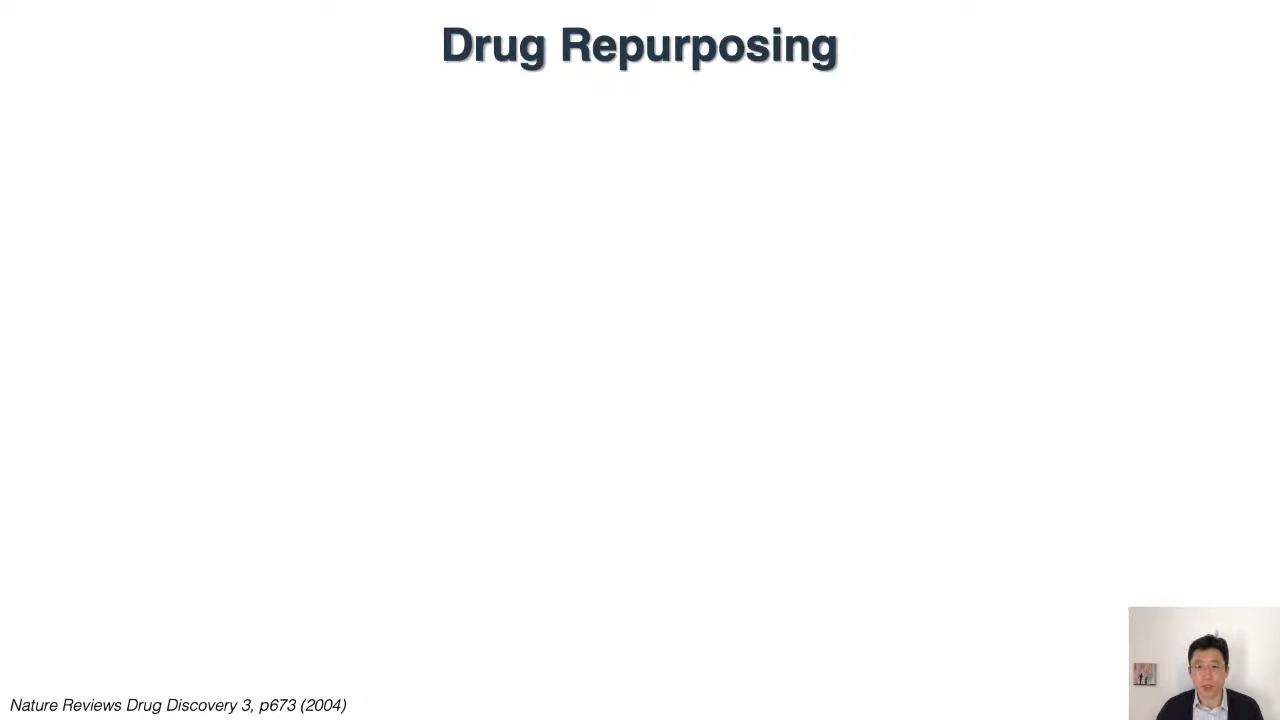 Drug Repurposing
Nature Reviews Drug Discovery 3, p673 (2004)